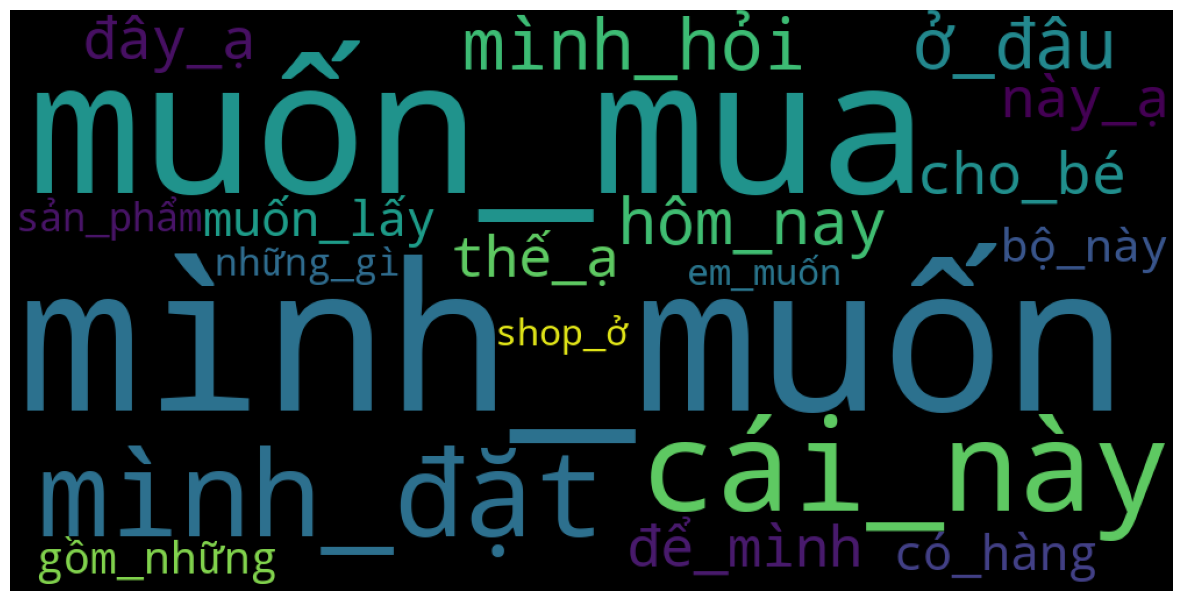 đây_ạ
mình_hỏi
ở_đâu
muốn_mua
này_ạ
cho_bé
sản_phẩm
muốn_lấy
hôm_nay
thế_ạ
bộ_này
những_gì
em_muốn
mình_muốn
shop_ở
mình_đặt
cái_này
gồm_những
để_mình
có_hàng